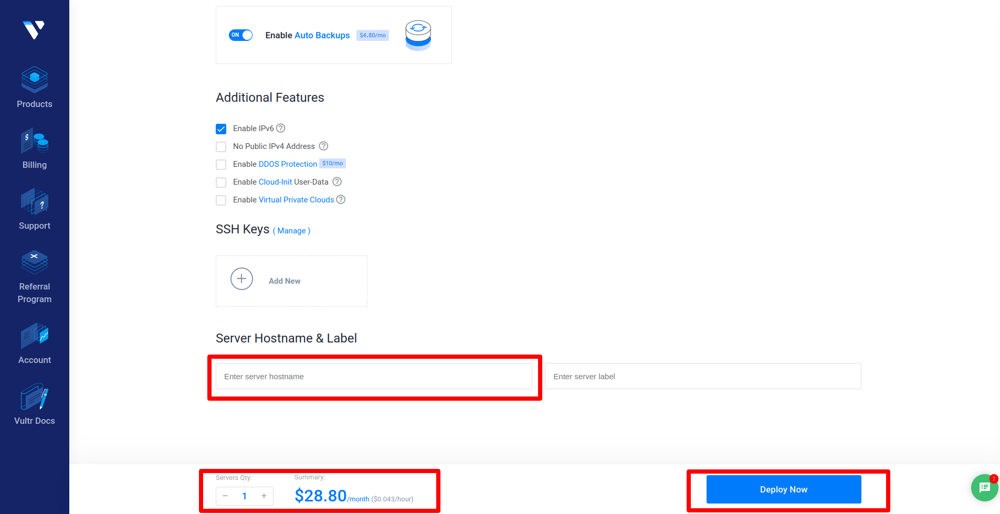 ON
Enable Auto Backups $4.80/mo
Products
Additional Features
Enable IPv6 ?
No Public IPv4 Address ?
Enable DDOS Protection $10/mo
Enable Cloud-Init User-Data ?
Enable Virtual Private Clouds ?
$
Billing
?
Support
SSH Keys ( Manage )
Add New
Referral
Program
Server Hostname & Label
Account
Enter server hostname
Enter server label
Vultr Docs
Servers Qty:
− 1 +
Summary:
$28.80/month ($0.043/hour)
Deploy Now
2